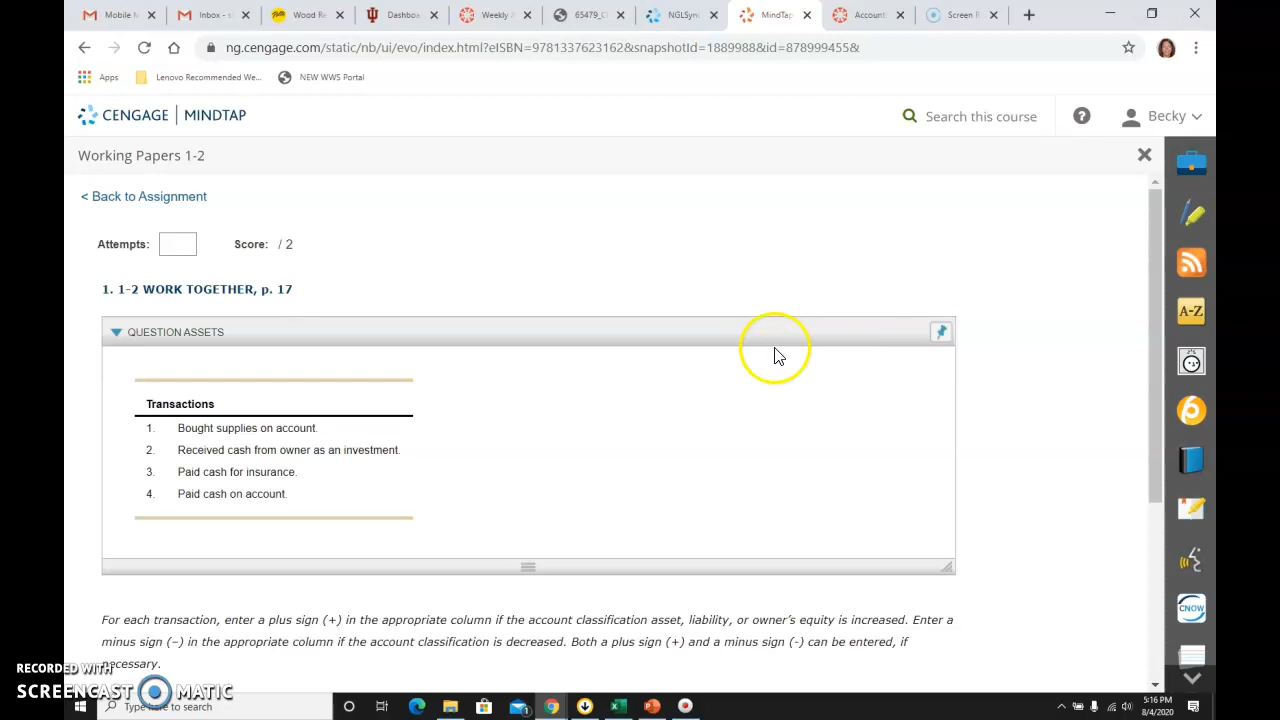 Mobile M
Inbox - s
Wood Re
Dashboa
Weekly A
65479_C
NGLSync
MindTap
Account
Screen R
ng.cengage.com/static/nb/ui/evo/index.html?eISBN=9781337623162&snapshotId=1889988&id=878999455&
Apps
Lenovo Recommended We...
NEW WWS Portal
CENGAGE | MINDTAP
Search this course
Becky
Working Papers 1-2
< Back to Assignment
Attempts:
Score: / 2
1. 1-2 WORK TOGETHER, p. 17
QUESTION ASSETS
Transactions
1. Bought supplies on account.
2. Received cash from owner as an investment.
3. Paid cash for insurance.
4. Paid cash on account.
A-Z
CNOW
For each transaction, enter a plus sign (+) in the appropriate column if the account classification asset, liability, or owner's equity is increased. Enter a
minus sign (–) in the appropriate column if the account classification is decreased. Both a plus sign (+) and a minus sign (-) can be entered, if
necessary.
RECORDED WITH
SCREENCAST MATIC
Type here to search
5:16 PM
8/4/2020